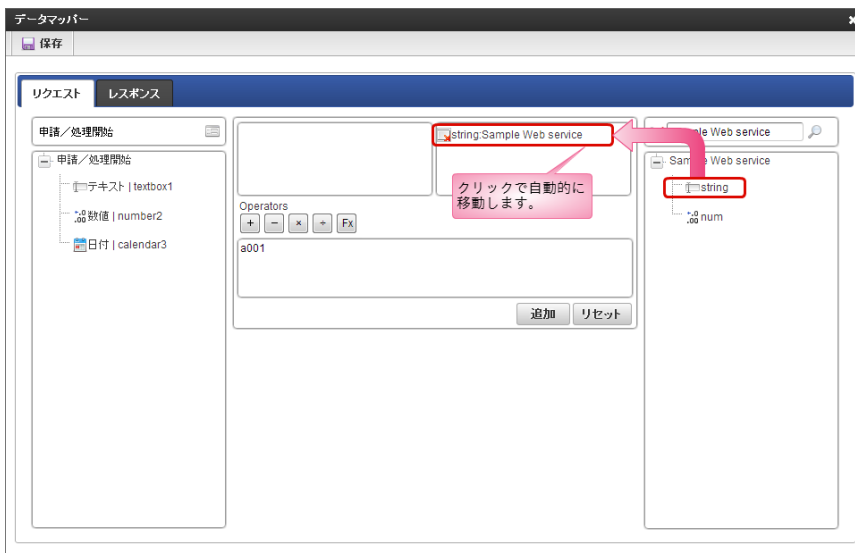 データマッパー
保存
リクエスト
レスポンス
申請／処理開始
申請／処理開始
テキスト | textbox1
数値 | number2
日付 | calendar3
string:Sample Web service
クリックで自動的に
移動します。
Operators
+ − × ÷ Fx
a001
追加
リセット
Web service
Web service
string
num